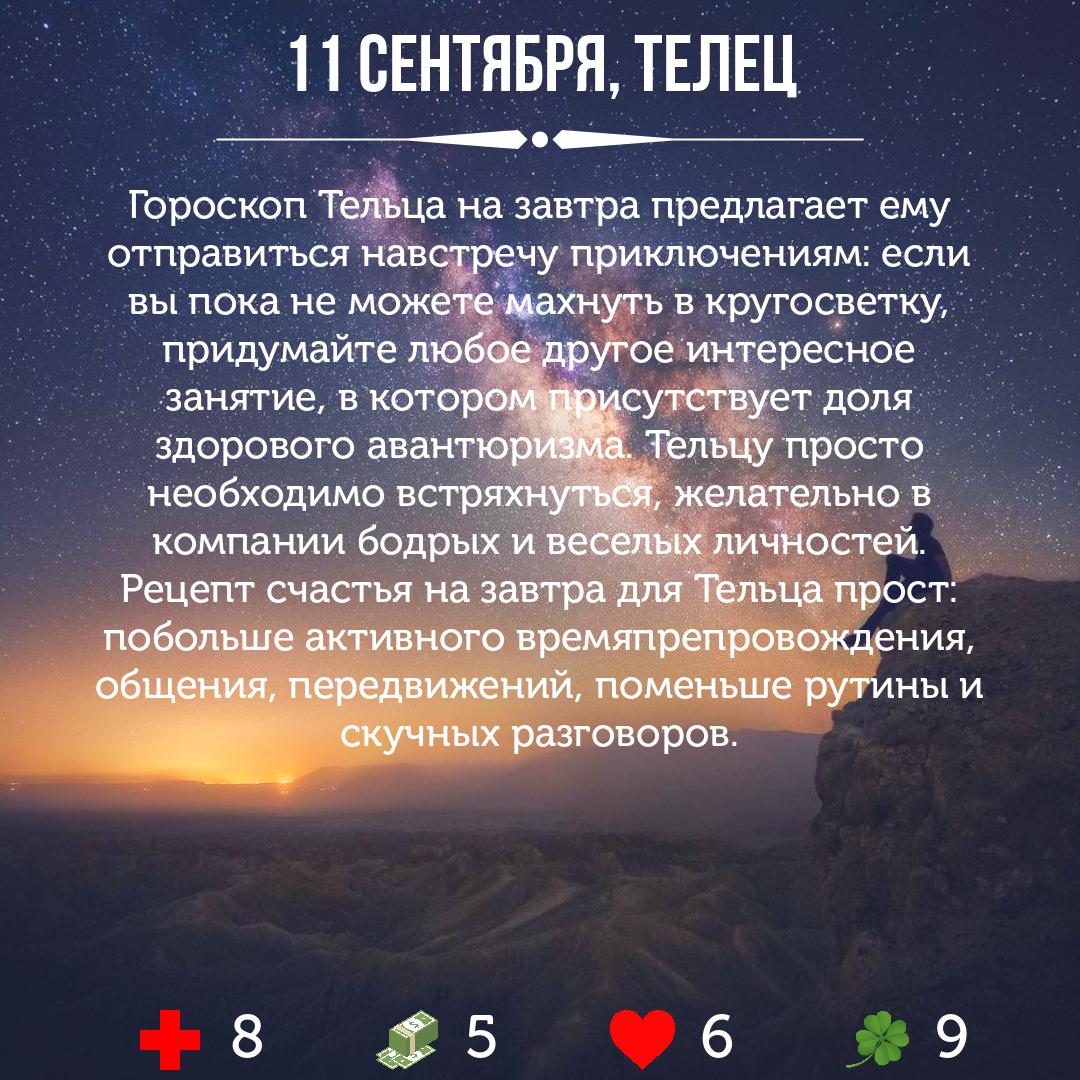 11 СЕНТЯБРЯ, ТЕЛЕЦ
Гороскоп Тельца на завтра предлагает ему
отправиться навстречу приключениям: если
вы пока не можете махнуть в кругосветку,
придумайте любое другое интересное
занятие, в котором присутствует доля
здорового авантюризма. Тельцу просто
необходимо встряхнуться, желательно в
компании бодрых и веселых личностей.
Рецепт счастья на завтра для Тельца прост:
побольше активного времяпрепровождения,
общения, передвижений, поменьше рутины и
скучных разговоров.
8 5 6 9